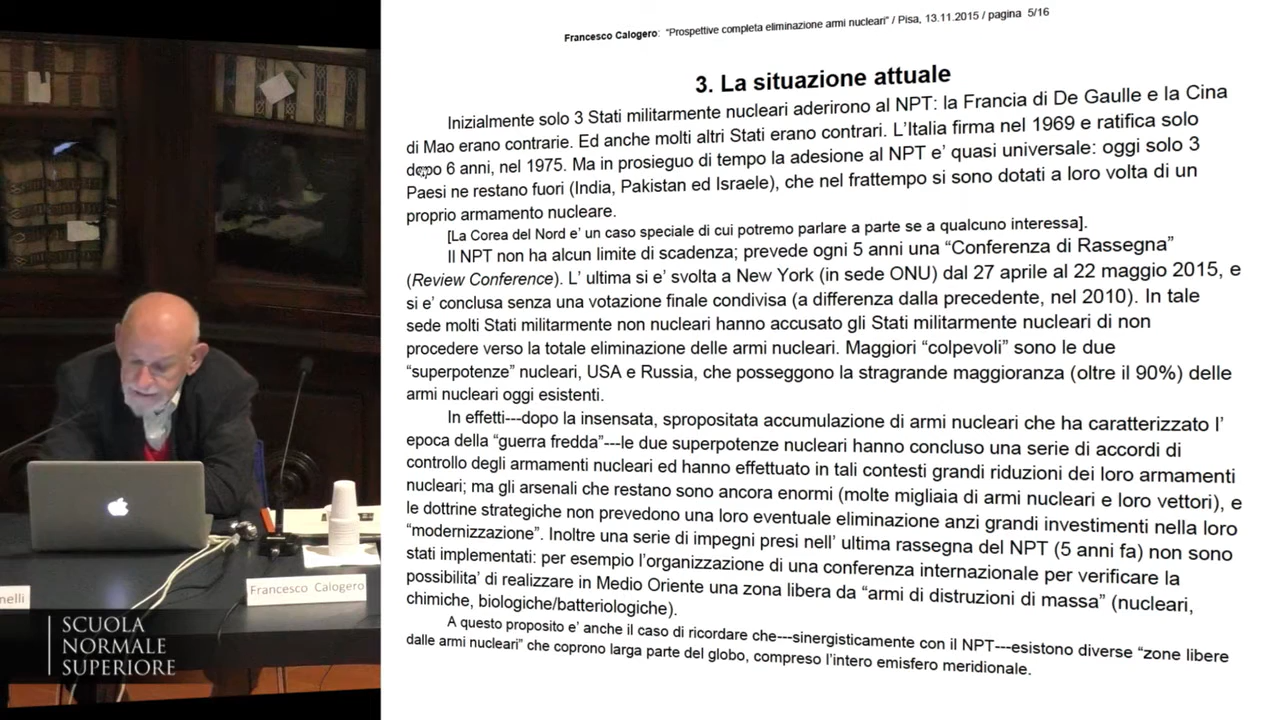 Francesco Calogero: “Prospettive completa eliminazione armi nucleari” / Pisa, 13.11.2015 / pagina 5/16
3. La situazione attuale
Inizialmente solo 3 Stati militarmente nucleari aderirono al NPT: la Francia di De Gaulle e la Cina
di Mao erano contrarie. Ed anche molti altri Stati erano contrari. L’Italia firma nel 1969 e ratifica solo
dopo 6 anni, nel 1975. Ma in prosieguo di tempo la adesione al NPT e’ quasi universale: oggi solo 3
Paesi ne restano fuori (India, Pakistan ed Israele), che nel frattempo si sono dotati a loro volta di un
proprio armamento nucleare.
[La Corea del Nord e’ un caso speciale di cui potremo parlare a parte se a qualcuno interessa].
Il NPT non ha alcun limite di scadenza; prevede ogni 5 anni una “Conferenza di Rassegna”
(Review Conference). L’ ultima si e’ svolta a New York (in sede ONU) dal 27 aprile al 22 maggio 2015, e
si e’ conclusa senza una votazione finale condivisa (a differenza dalla precedente, nel 2010). In tale
sede molti Stati militarmente non nucleari hanno accusato gli Stati militarmente nucleari di non
procedere verso la totale eliminazione delle armi nucleari. Maggiori “colpevoli” sono le due
“superpotenze” nucleari, USA e Russia, che posseggono la stragrande maggioranza (oltre il 90%) delle
armi nucleari oggi esistenti.
In effetti---dopo la insensata, spropositata accumulazione di armi nucleari che ha caratterizzato l’
epoca della “guerra fredda”---le due superpotenze nucleari hanno concluso una serie di accordi di
controllo degli armamenti nucleari ed hanno effettuato in tali contesti grandi riduzioni dei loro armamenti
nucleari; ma gli arsenali che restano sono ancora enormi (molte migliaia di armi nucleari e loro vettori), e
le dottrine strategiche non prevedono una loro eventuale eliminazione anzi grandi investimenti nella loro
“modernizzazione”. Inoltre una serie di impegni presi nell’ ultima rassegna del NPT (5 anni fa) non sono
stati implementati: per esempio l’organizzazione di una conferenza internazionale per verificare la
possibilita’ di realizzare in Medio Oriente una zona libera da “armi di distruzioni di massa” (nucleari,
chimiche, biologiche/batteriologiche).
A questo proposito e’ anche il caso di ricordare che---sinergisticamente con il NPT---esistono diverse “zone libere
dalle armi nucleari” che coprono larga parte del globo, compreso l’intero emisfero meridionale.
nelli
Francesco Calogero
SCUOLA
NORMALE
SUPERIORE